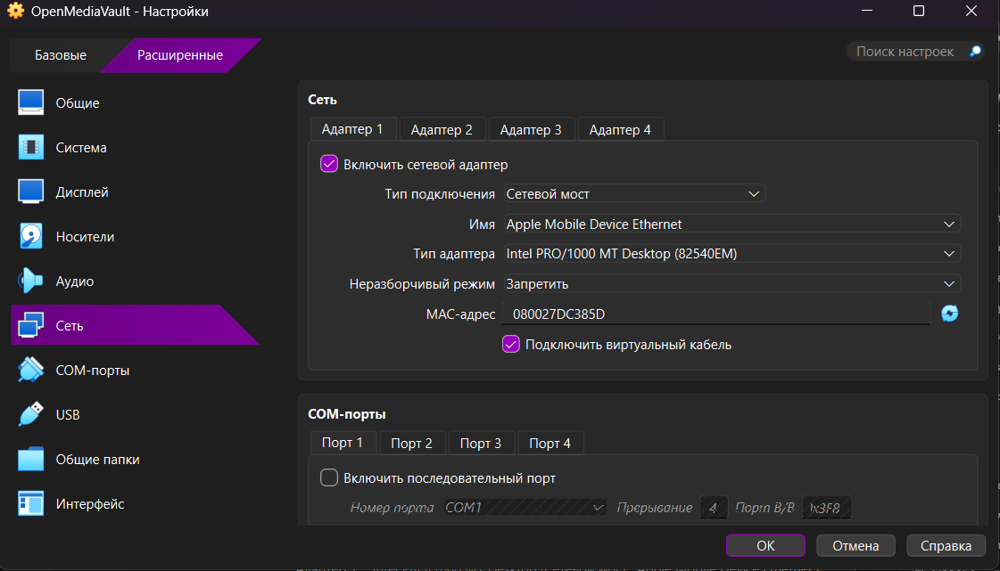 OpenMediaVault - Настройки
Базовые
Расширенные
Поиск настроек
Общие
Система
Дисплей
Носители
Аудио
Сеть
COM-порты
USB
Общие папки
Интерфейс
Сеть
Адаптер 1
Адаптер 2
Адаптер 3
Адаптер 4
Включить сетевой адаптер
Тип подключения Сетевой мост
Имя Apple Mobile Device Ethernet
Тип адаптера Intel PRO/1000 MT Desktop (82540EM)
Неразборчивый режим Запретить
MAC-адрес 080027DC385D
Подключить виртуальный кабель
COM-порты
Порт 1
Порт 2
Порт 3
Порт 4
Включить последовательный порт
Номер порта COM1 Прерывание 4 Порт В/В 0x3F8
OK
Отмена
Справка